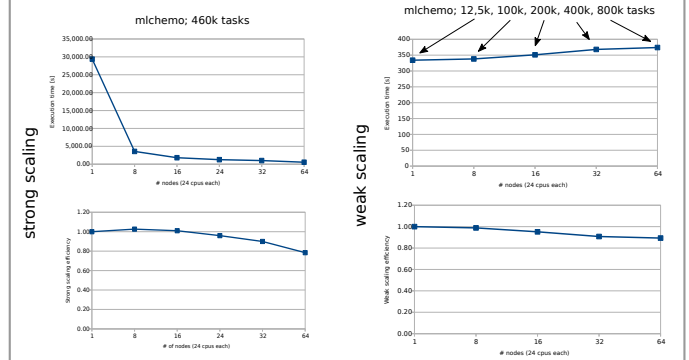 mlchemo; 460k tasks
strong scaling
Execution time [s]
35,000.00
30,000.00
25,000.00
20,000.00
15,000.00
10,000.00
5,000.00
0.00
1 8 16 24 32 64
# nodes (24 cpus each)
Strong scaling efficiency
1.20
1.00
0.80
0.60
0.40
0.20
0.00
1 8 16 24 32 64
# of nodes (24 cpus each)
mlchemo; 12,5k, 100k, 200k, 400k, 800k tasks
weak scaling
Execution time [s]
400
350
300
250
200
150
100
50
0
1 8 16 32 64
# nodes (24 cpus each)
Weak scaling efficiency
1.20
1.00
0.80
0.60
0.40
0.20
0.00
1 8 16 32 64
# nodes (24 cpus each)